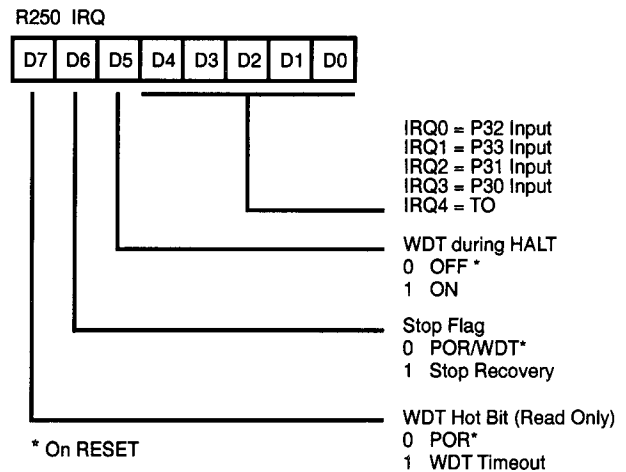 R250 IRQ
D7 D6 D5 D4 D3 D2 D1 D0
IRQ0 = P32 Input
IRQ1 = P33 Input
IRQ2 = P31 Input
IRQ3 = P30 Input
IRQ4 = TO
WDT during HALT
0 OFF *
1 ON
Stop Flag
0 POR/WDT*
1 Stop Recovery
WDT Hot Bit (Read Only)
0 POR*
1 WDT Timeout
* On RESET